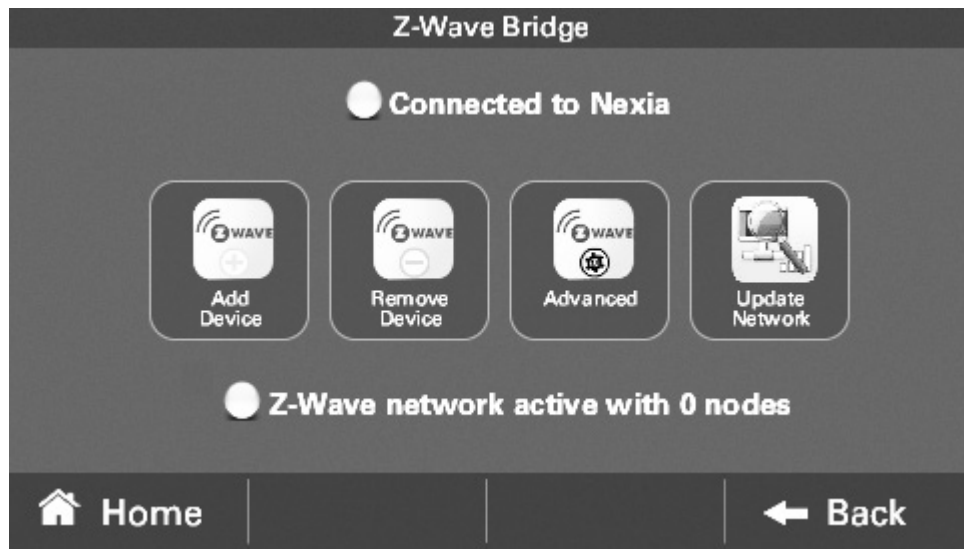 Z-Wave Bridge
Connected to Nexia
Z WAVE
Add
Device
Z WAVE
Remove
Device
Z WAVE
Advanced
Update
Network
Z-Wave network active with 0 nodes
Home
Back